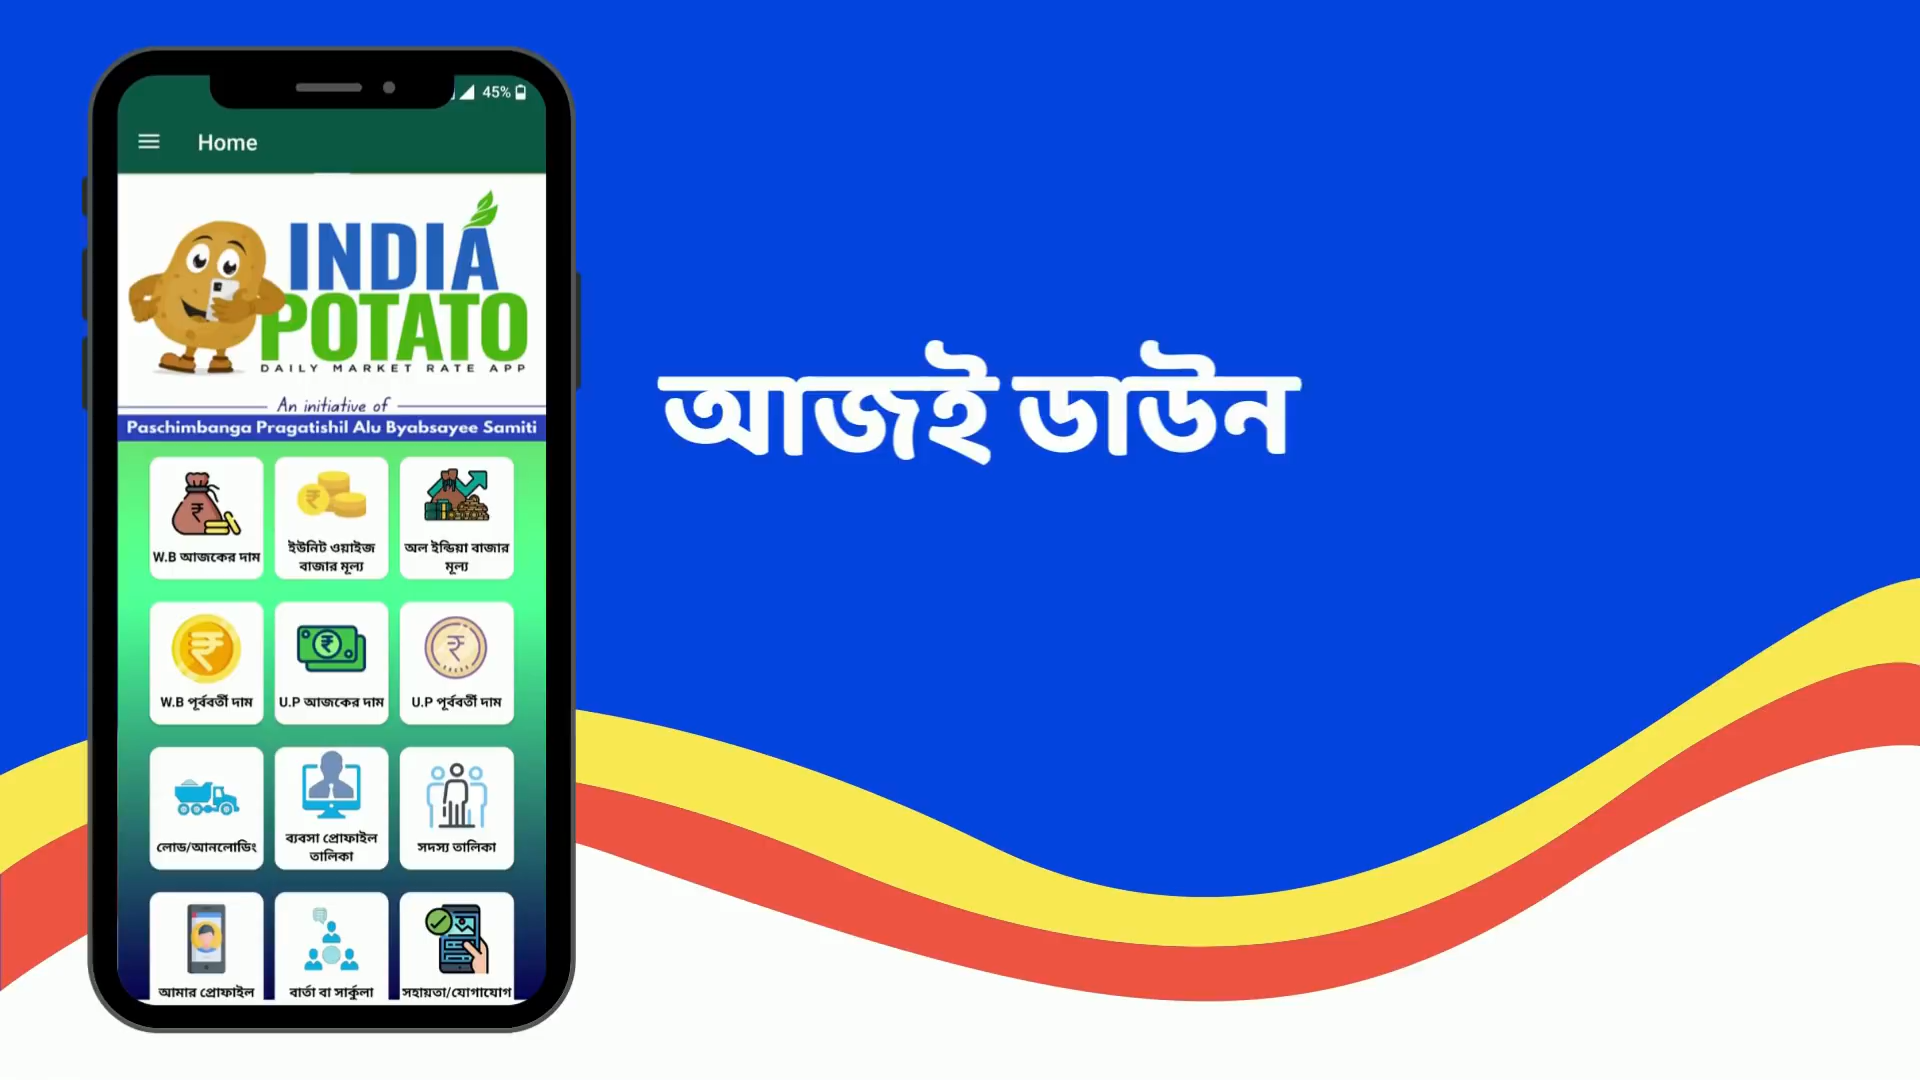 45%
Home
INDIA
POTATO
DAILY MARKET RATE APP
An initiative of
Paschimbanga Pragatishil Alu Byabsayee Samiti
W.B আজকের দাম
ইউনিট ওয়াইজ
বাজার মূল্য
অল ইন্ডিয়া বাজার
মূল্য
W.B পূর্ববর্তী দাম
U.P আজকের দাম
U.P পূর্ববর্তী দাম
লোড/আনলোডিং
ব্যবসা প্রোফাইল
তালিকা
সদস্য তালিকা
আমার প্রোফাইল
বার্তা বা সার্কুলা
সহায়তা/যোগাযোগ
আজই ডাউন